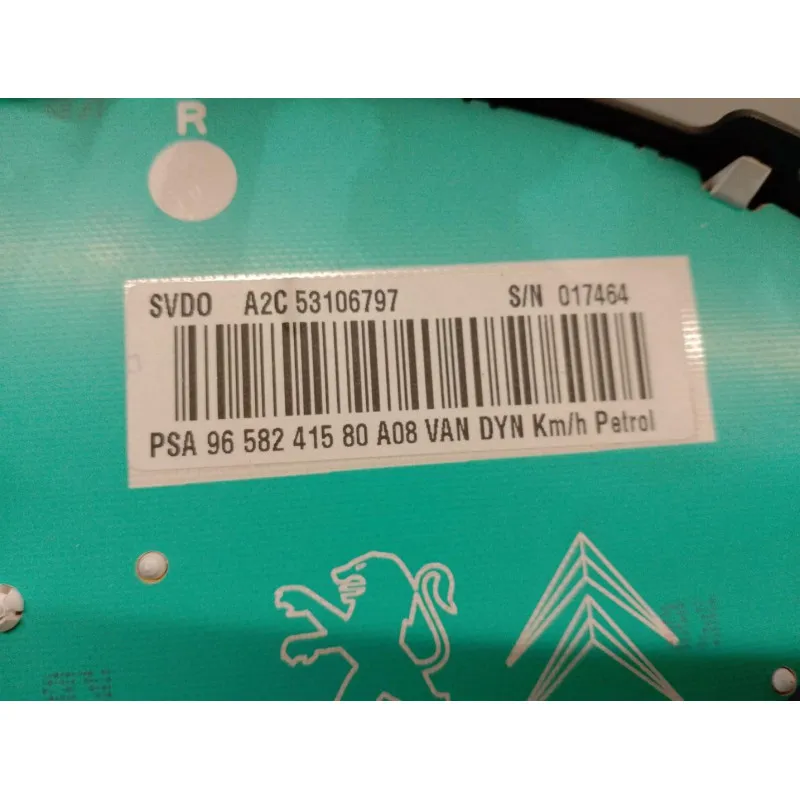 R
SVDO A2C 53106797 S/N 017464
PSA 96 582 415 80 A08 VAN DYN Km/h Petrol